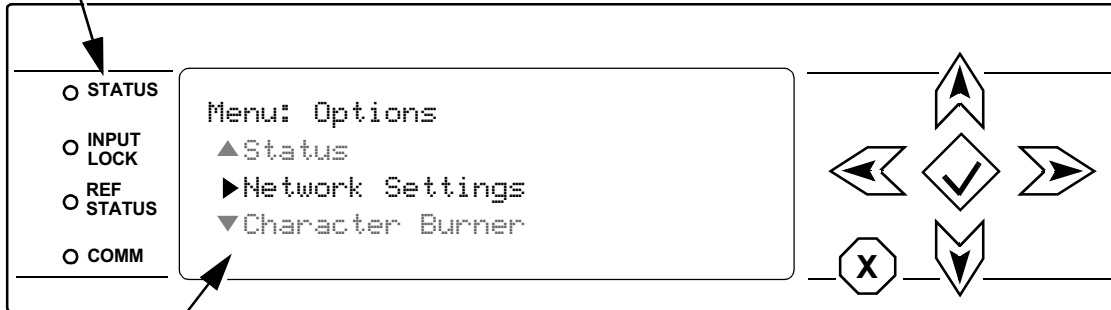 STATUS
INPUT
LOCK
REF
STATUS
COMM
Menu: Options
▲Status
▶Network Settings
▼Character Burner
X